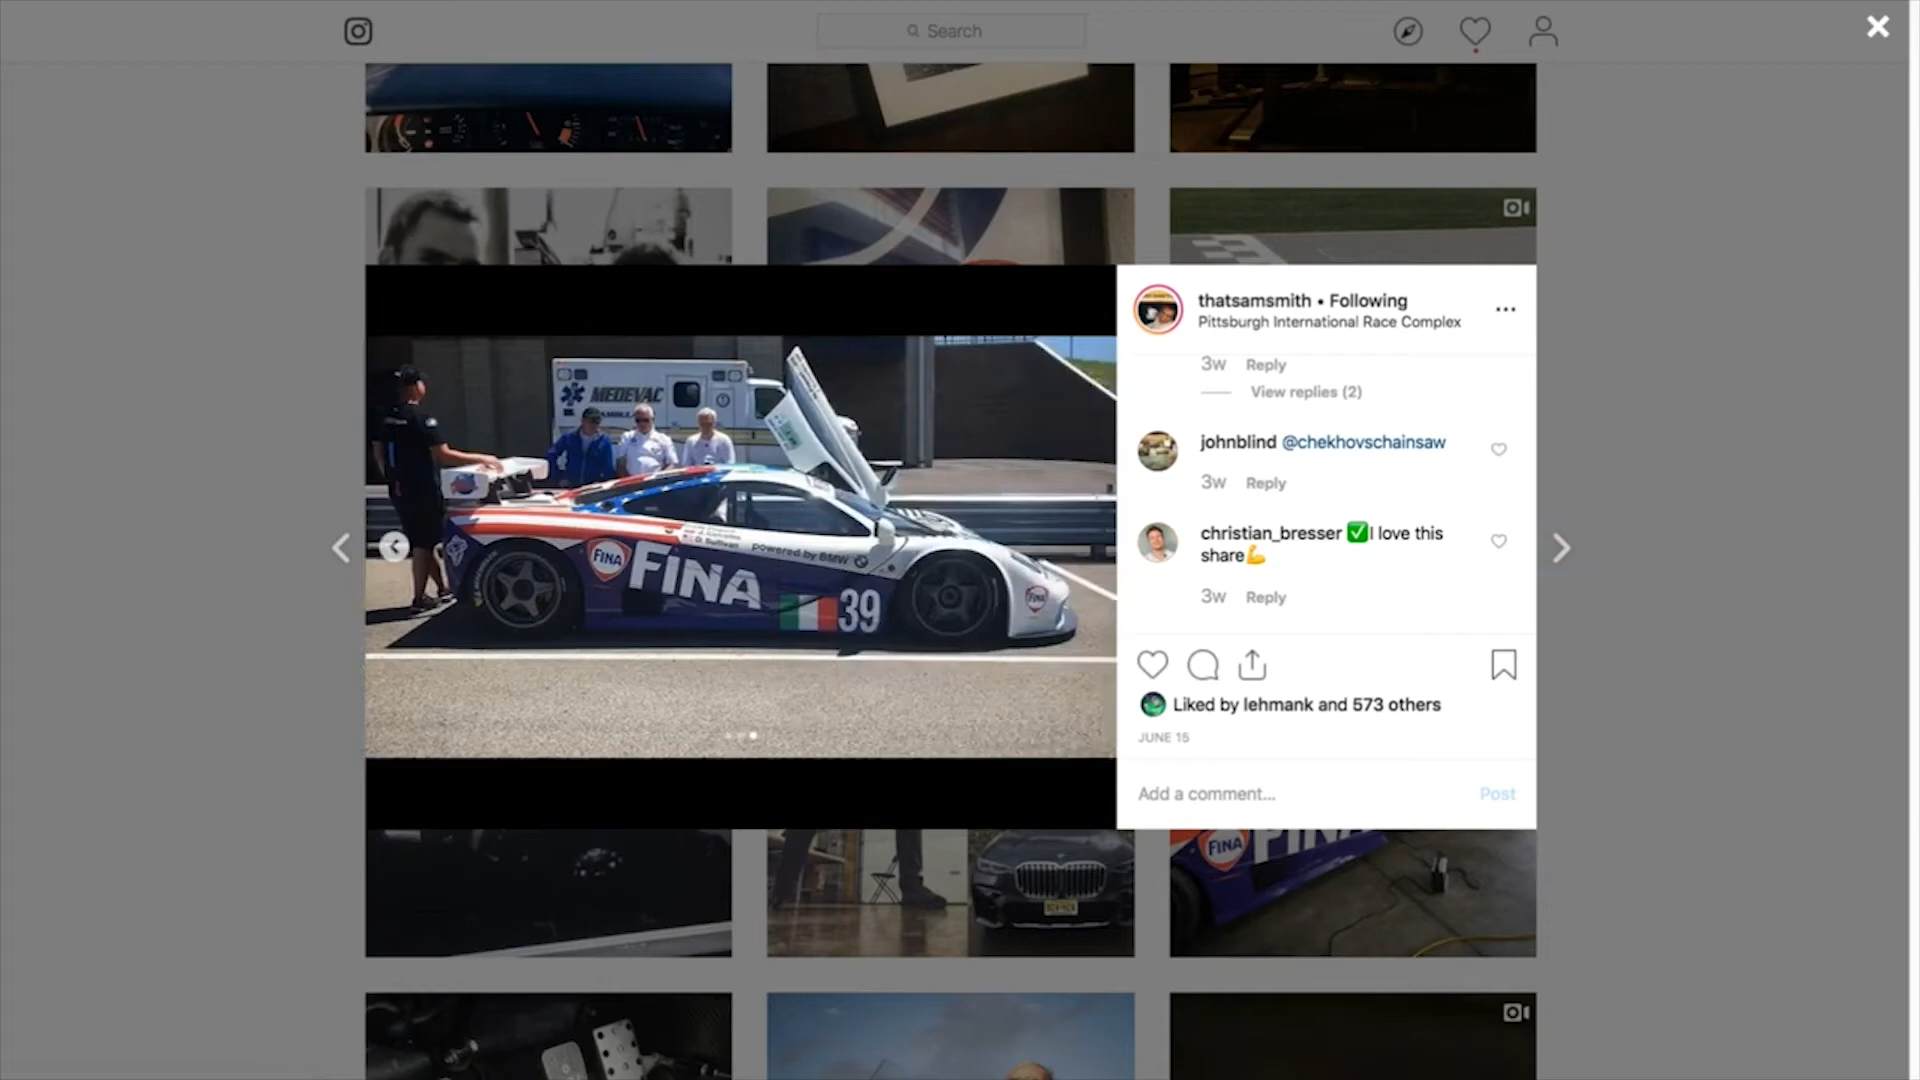 Search
thatsamsmith • Following
Pittsburgh International Race Complex
3w Reply
View replies (2)
johnblind @chekhovschainsaw
3w Reply
christian_bresser ✅I love this
share💪
3w Reply
Liked by lehmank and 573 others
JUNE 15
Add a comment...
Post
MEDEVAC
D. Sullivan
powered by BMW
FINA
FINA
39
FINA
FINA